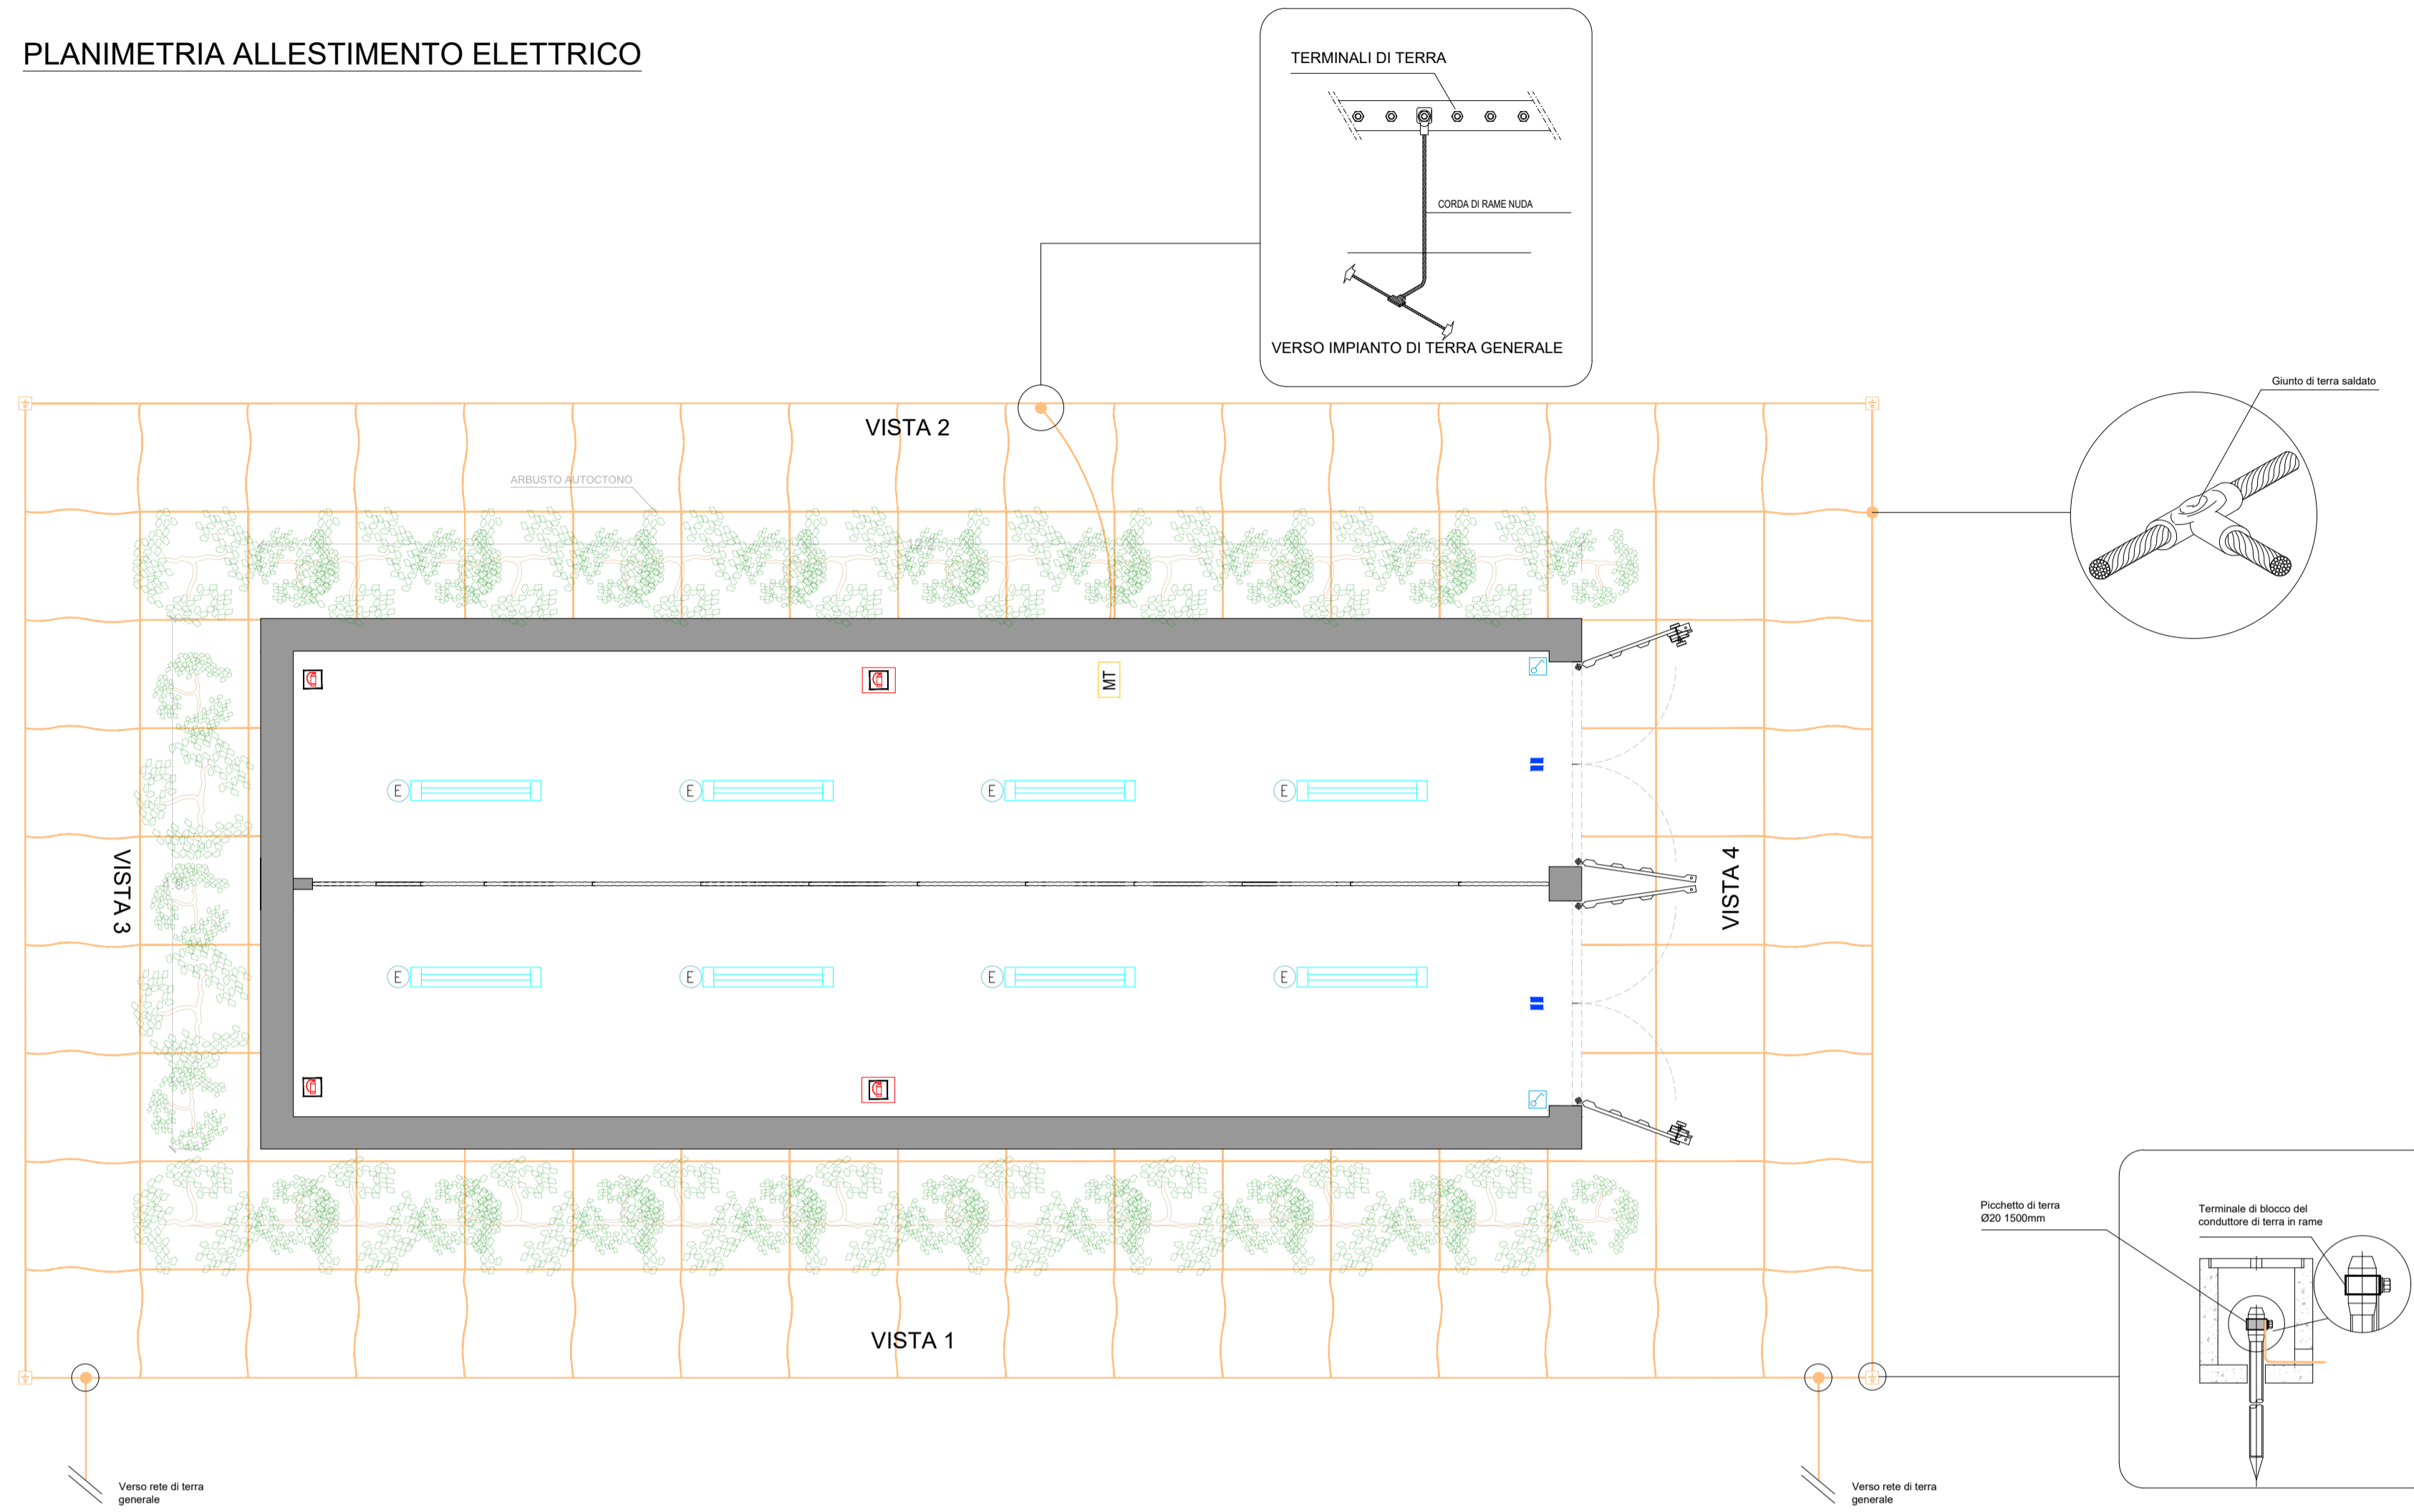 PLANIMETRIA ALLESTIMENTO ELETTRICO
TERMINALI DI TERRA
CORDA DI RAME NUDA
VERSO IMPIANTO DI TERRA GENERALE
Giunto di terra saldato
VISTA 2
ARBUSTO AUTOCTONO
MT
E
E
E
E
VISTA 3
VISTA 4
E
E
E
E
Picchetto di terra
Ø20 1500mm
Terminale di blocco del
conduttore di terra in rame
VISTA 1
Verso rete di terra
generale
Verso rete di terra
generale